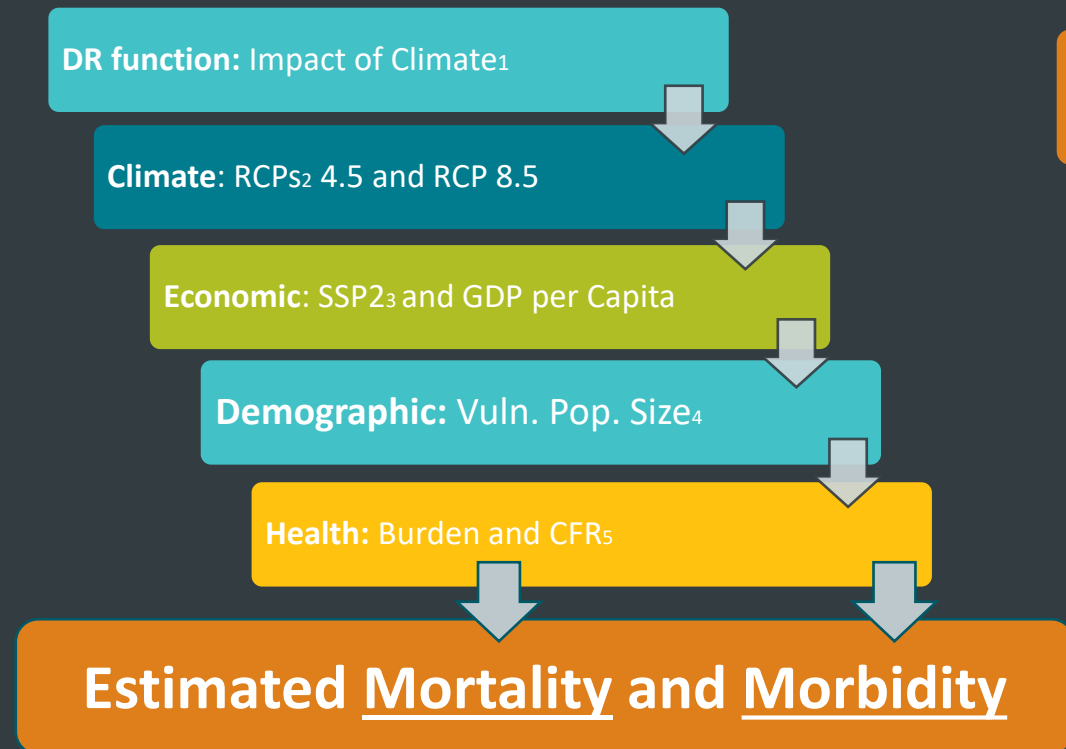 DR function: Impact of Climate1
Climate: RCPs2 4.5 and RCP 8.5
Economic: SSP23 and GDP per Capita
Demographic: Vuln. Pop. Size4
Health: Burden and CFR5
Estimated Mortality and Morbidity